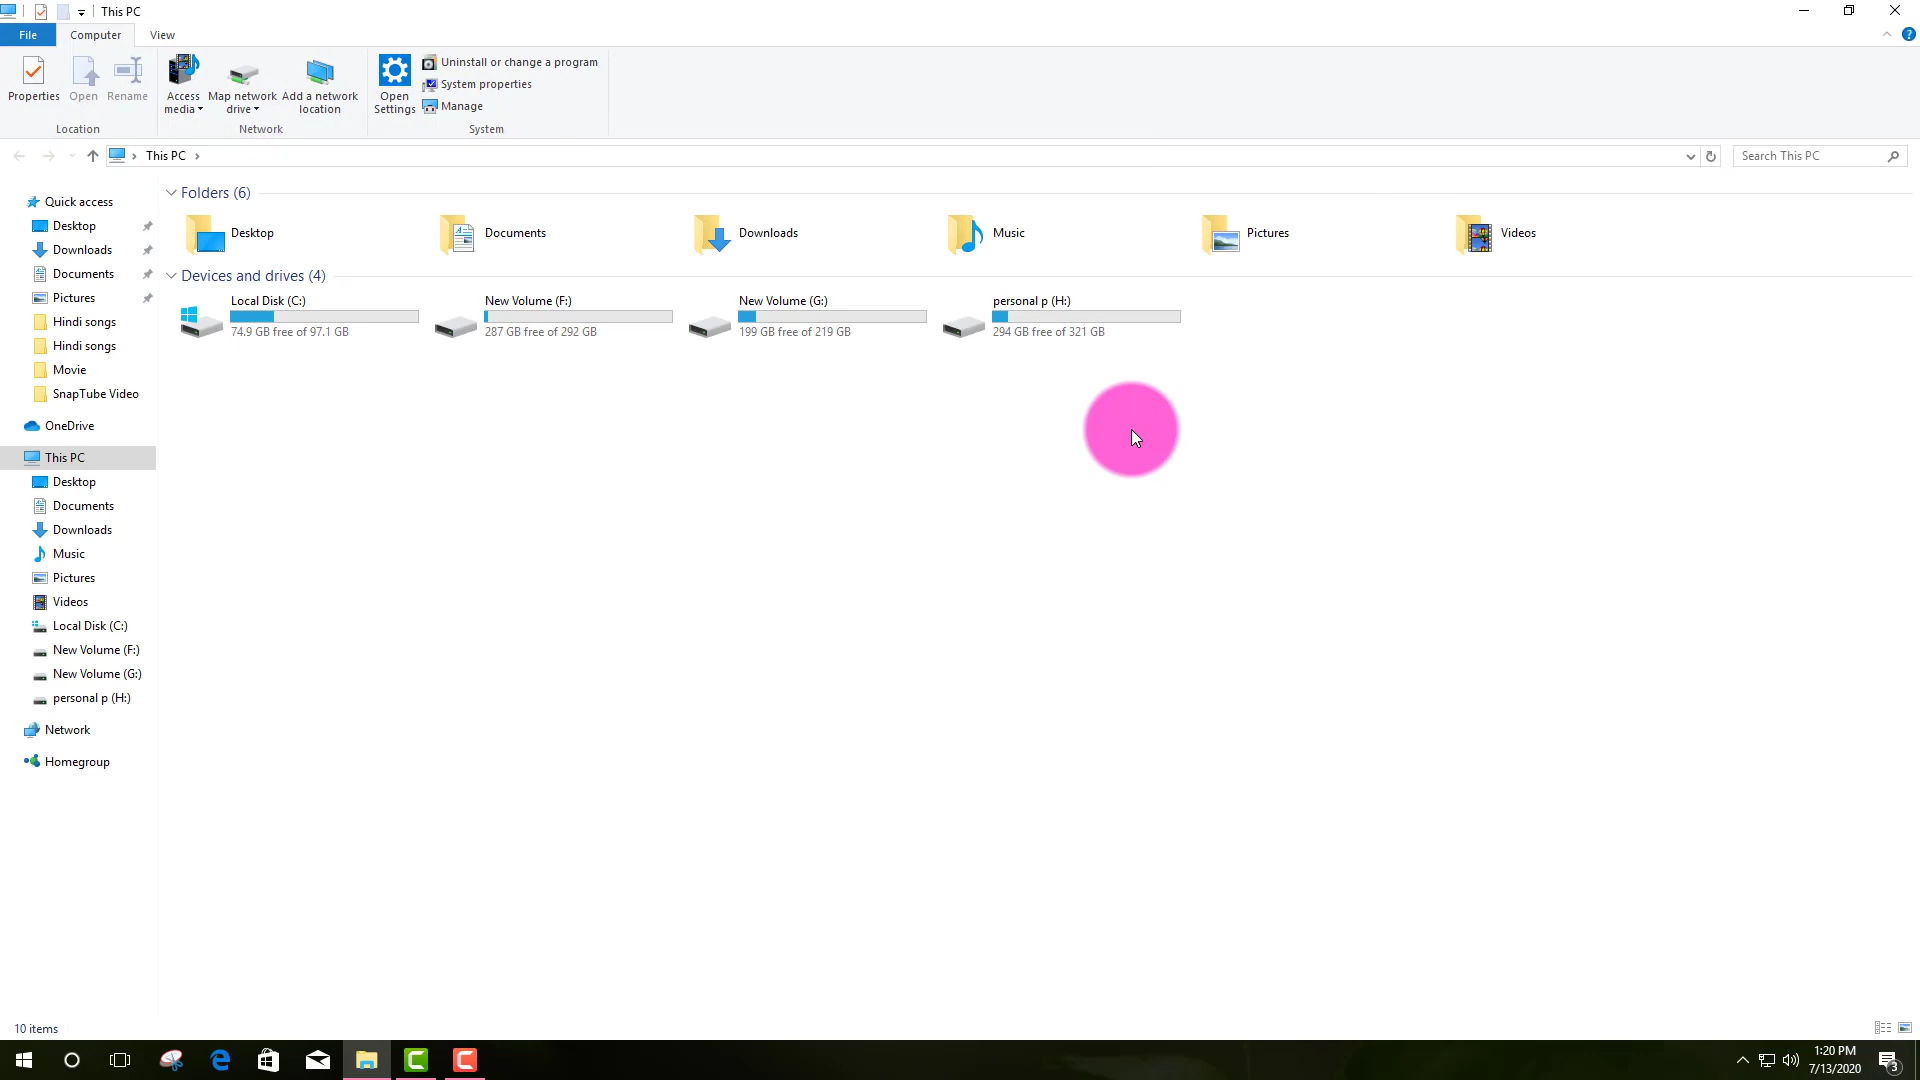 This PC
File
Computer
View
Properties
Open
Rename
Access media
Map network drive
Add a network location
Open Settings
Uninstall or change a program
System properties
Manage
Location
Network
System
This PC
Search This PC
Quick access
Desktop
Downloads
Documents
Pictures
Hindi songs
Hindi songs
Movie
SnapTube Video
OneDrive
This PC
Desktop
Documents
Downloads
Music
Pictures
Videos
Local Disk (C:)
New Volume (F:)
New Volume (G:)
personal p (H:)
Network
Homegroup
Folders (6)
Desktop
Documents
Downloads
Music
Pictures
Videos
Devices and drives (4)
Local Disk (C:)
74.9 GB free of 97.1 GB
New Volume (F:)
287 GB free of 292 GB
New Volume (G:)
199 GB free of 219 GB
personal p (H:)
294 GB free of 321 GB
10 items
1:20 PM
7/13/2020
3